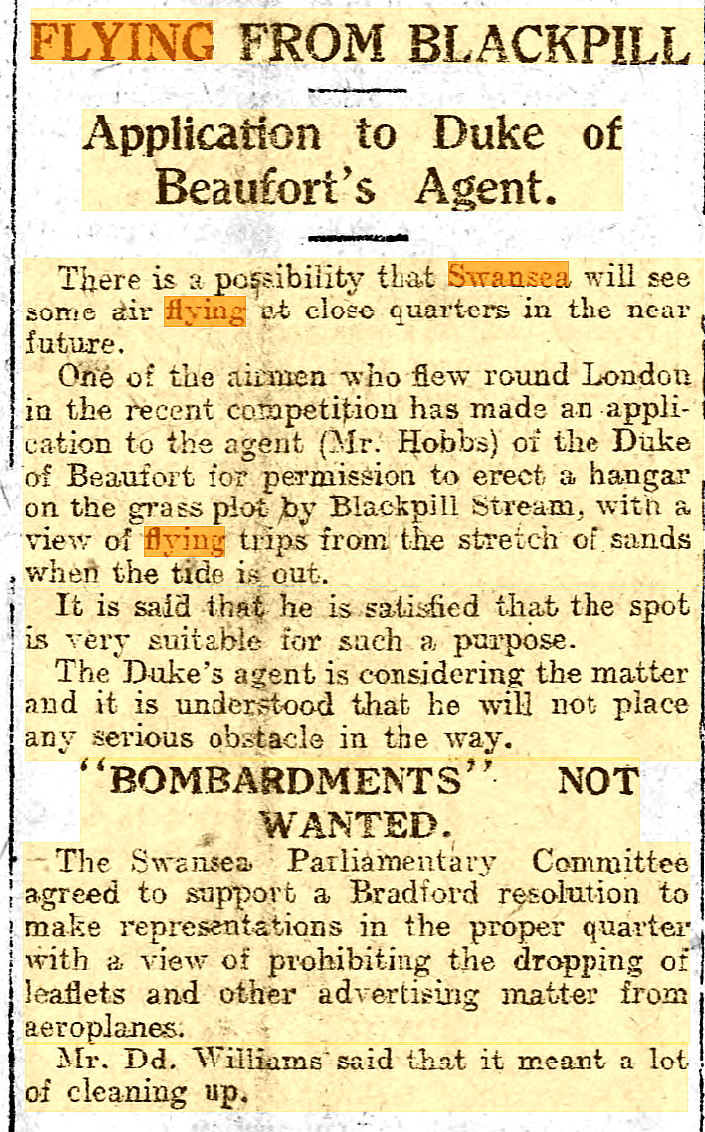 FLYING FROM BLACKPILL
Application to Duke of
Beaufort's Agent.
There is a possibility that Swansea will see
some air flying at close quarters in the near
future.
One of the airmen who flew round London
in the recent competition has made an appli-
cation to the agent (Mr. Hobbs) of the Duke
of Beaufort for permission to erect a hangar
on the grass plot by Blackpill Stream, with a
view of flying trips from the stretch of sands
when the tide is out.
It is said that he is satisfied that the spot
is very suitable for such a purpose.
The Duke's agent is considering the matter
and it is understood that he will not place
any serious obstacle in the way.
"BOMBARDMENTS" NOT
WANTED.
The Swansea Parliamentary Committee
agreed to support a Bradford resolution to
make representations in the proper quarter
with a view of prohibiting the dropping of
leaflets and other advertising matter from
aeroplanes.
Mr. Dd. Williams said that it meant a lot
of cleaning up.